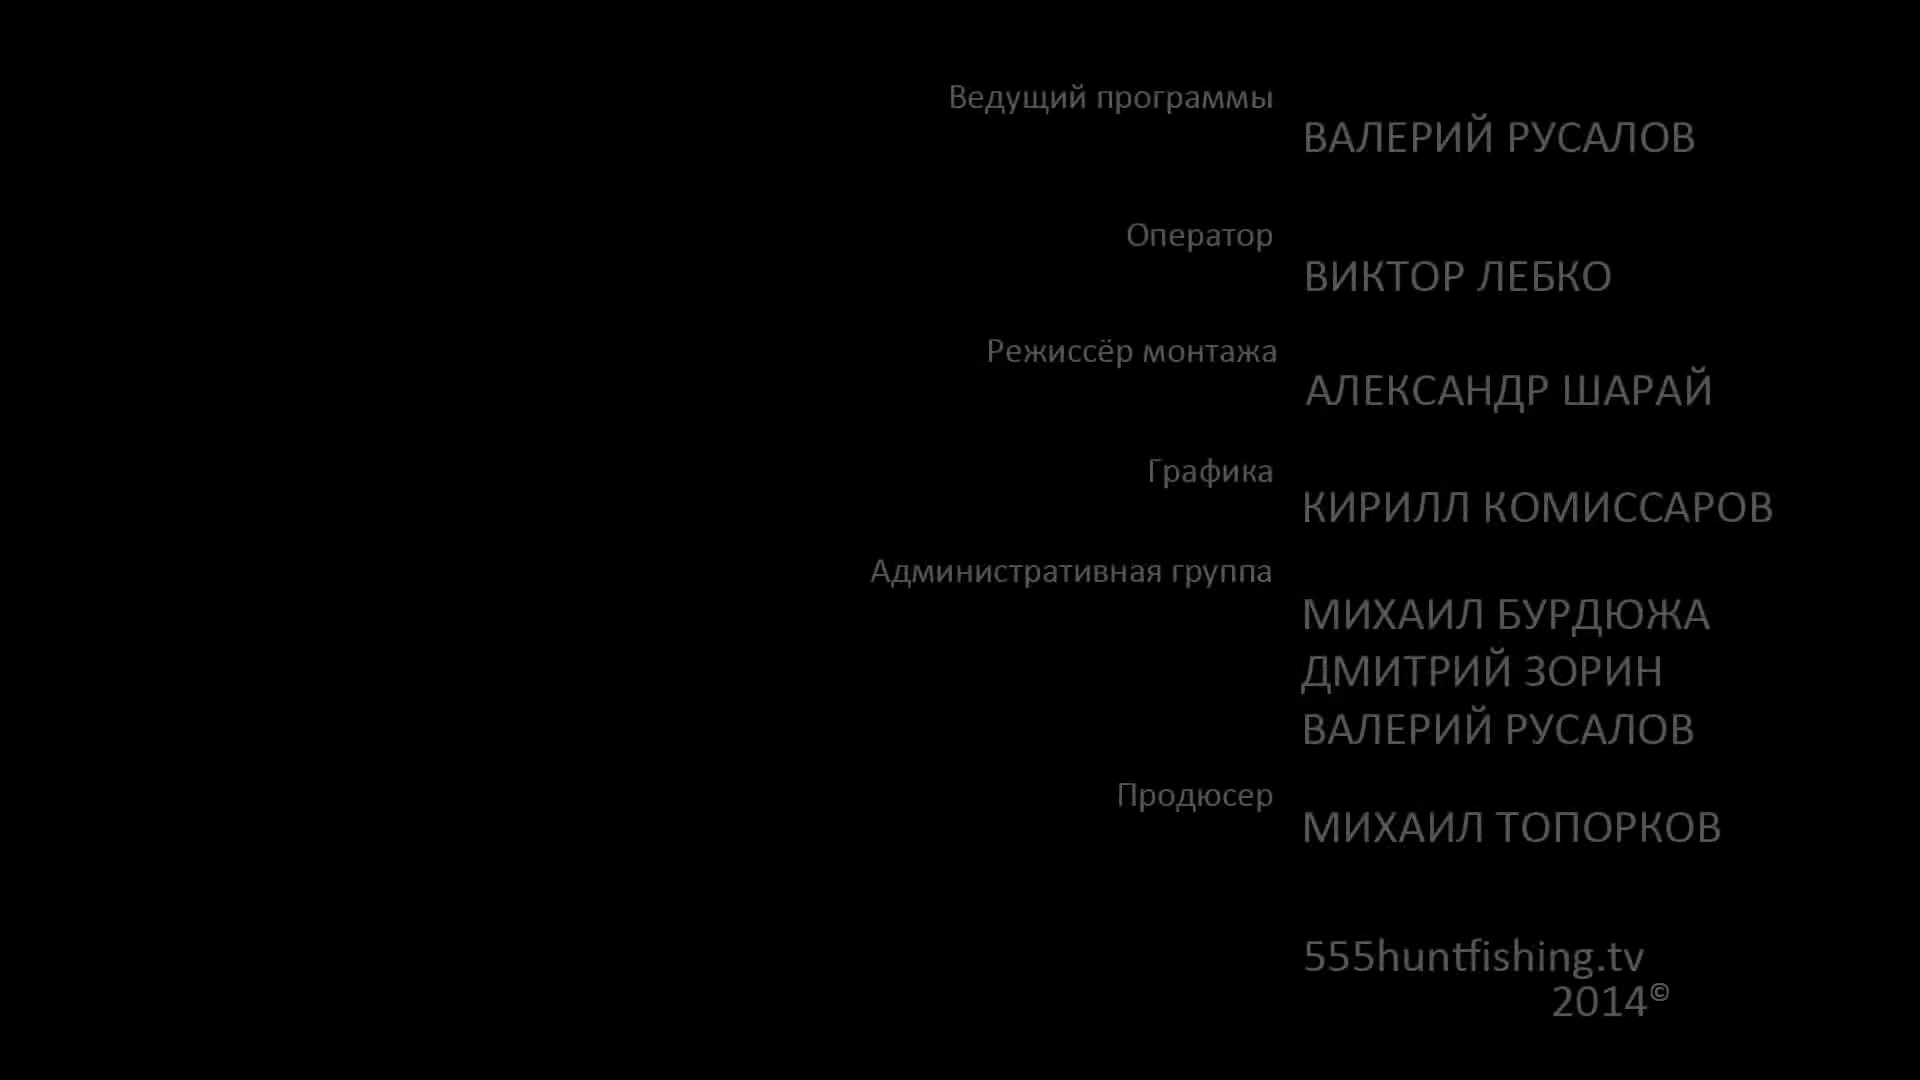 Ведущий программы
ВАЛЕРИЙ РУСАЛОВ
Оператор
ВИКТОР ЛЕБКО
Режиссёр монтажа
АЛЕКСАНДР ШАРАЙ
Графика
КИРИЛЛ КОМИССАРОВ
Административная группа
МИХАИЛ БУРДЮЖА
ДМИТРИЙ ЗОРИН
ВАЛЕРИЙ РУСАЛОВ
Продюсер
МИХАИЛ ТОПОРКОВ
555huntfishing.tv
2014©